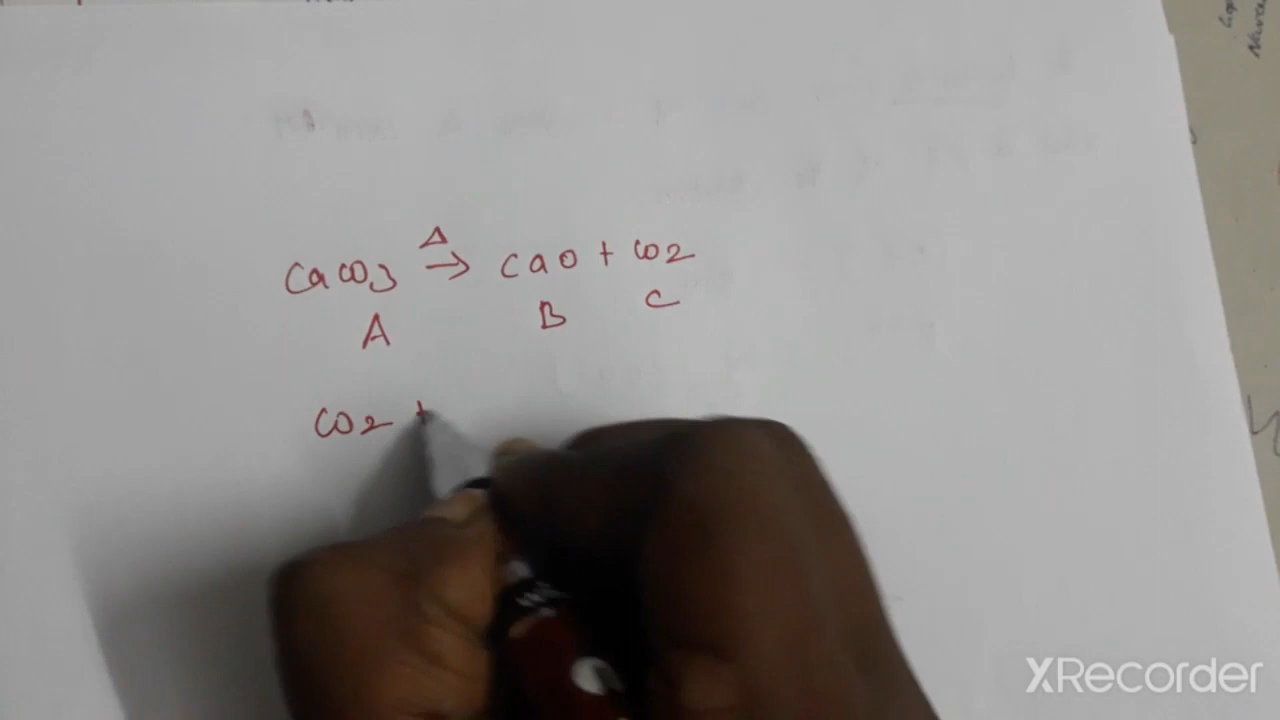 CaCO3 Δ→ CaO + CO2
A B C
CO2 +
XRecorder